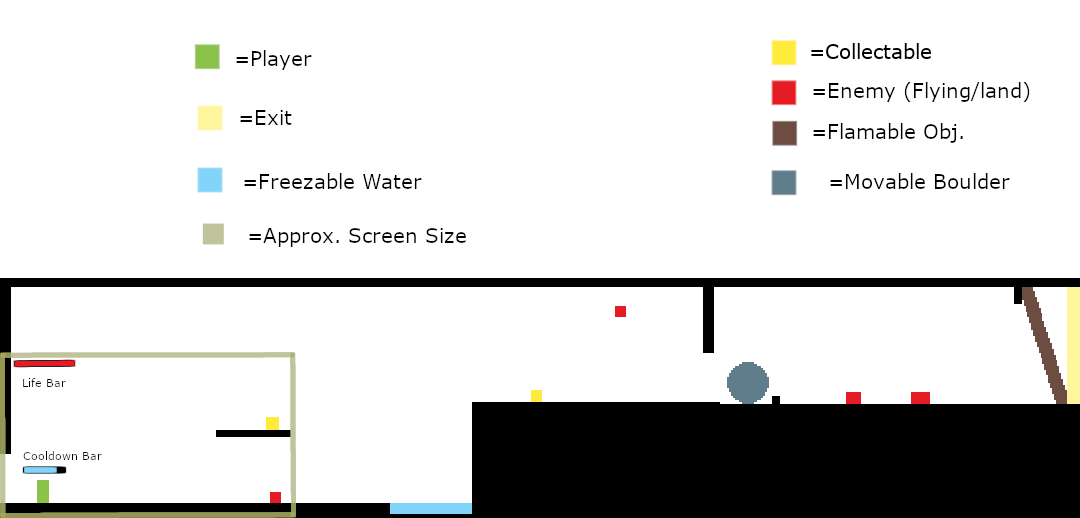 =Player
=Exit
=Freezable Water
=Approx. Screen Size
=Collectable
=Enemy (Flying/land)
=Flamable Obj.
=Movable Boulder
Life Bar
Cooldown Bar